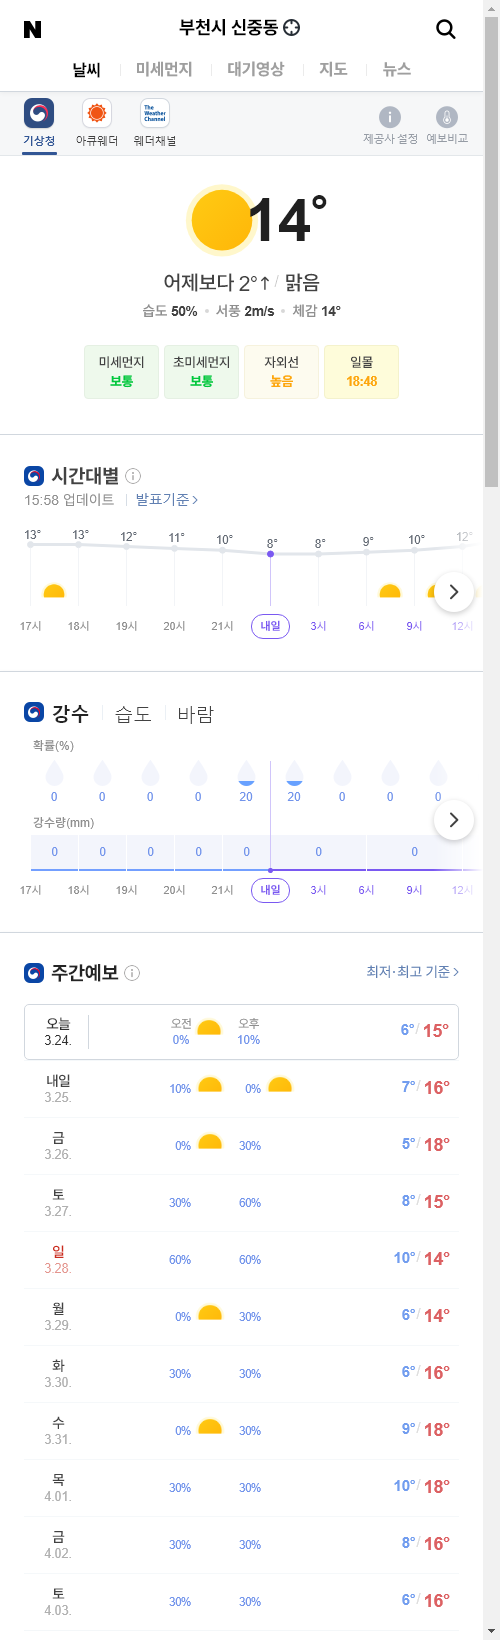 N
부천시 신중동
날씨 미세먼지 대기영상 지도 뉴스
The Weather Channel
기상청 아큐웨더 웨더채널 제공사 설정 예보비교
14°
어제보다 2°↑ / 맑음
습도 50% 서풍 2m/s 체감 14°
미세먼지 초미세먼지 자외선 일몰
보통 보통 높음 18:48
시간대별
15:58 업데이트 발표기준 >
13° 13° 12° 11° 10° 8° 8° 9° 10° 12°
17시 18시 19시 20시 21시 내일 3시 6시 9시 12시
강수 습도 바람
확률(%)
0 0 0 0 20 20 0 0 0
강수량(mm)
0 0 0 0 0 0 0
17시 18시 19시 20시 21시 내일 3시 6시 9시 12시
주간예보 최저·최고 기준 >
오늘 오전 오후
3.24. 0% 10% 6°/ 15°
내일
3.25. 10% 0% 7°/ 16°
금
3.26. 0% 30% 5°/ 18°
토
3.27. 30% 60% 8°/ 15°
일
3.28. 60% 60% 10°/ 14°
월
3.29. 0% 30% 6°/ 14°
화
3.30. 30% 30% 6°/ 16°
수
3.31. 0% 30% 9°/ 18°
목
4.01. 30% 30% 10°/ 18°
금
4.02. 30% 30% 8°/ 16°
토
4.03. 30% 30% 6°/ 16°